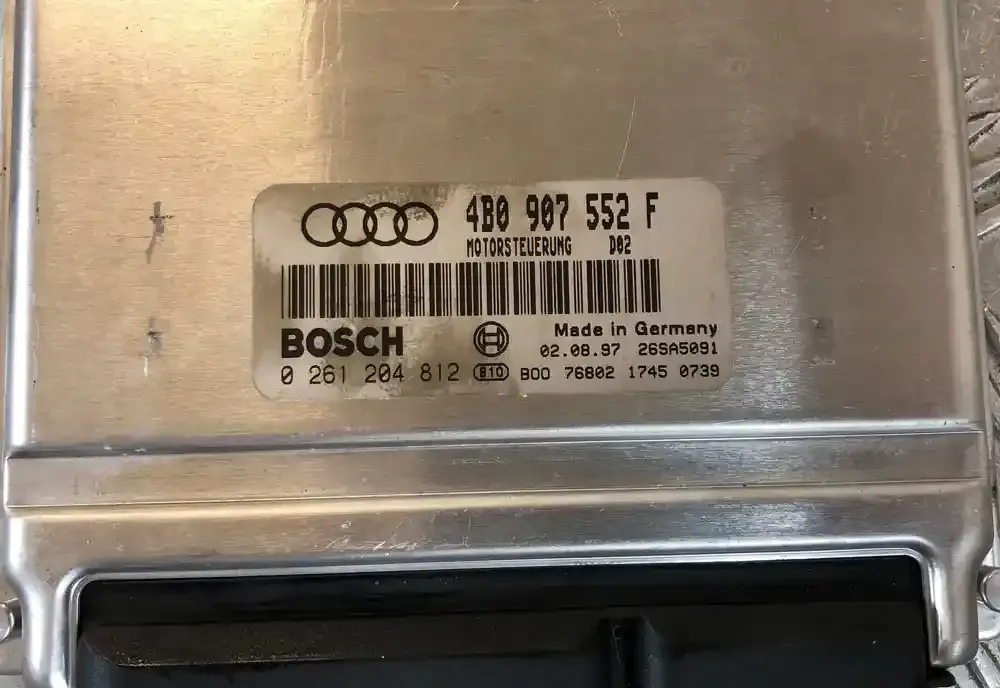 4B0 907 552 F
MOTORSTEUERUNG D02
BOSCH
Made in Germany
02.08.97 26SA5091
0 261 204 812 B10 B00 76802 1745 0739